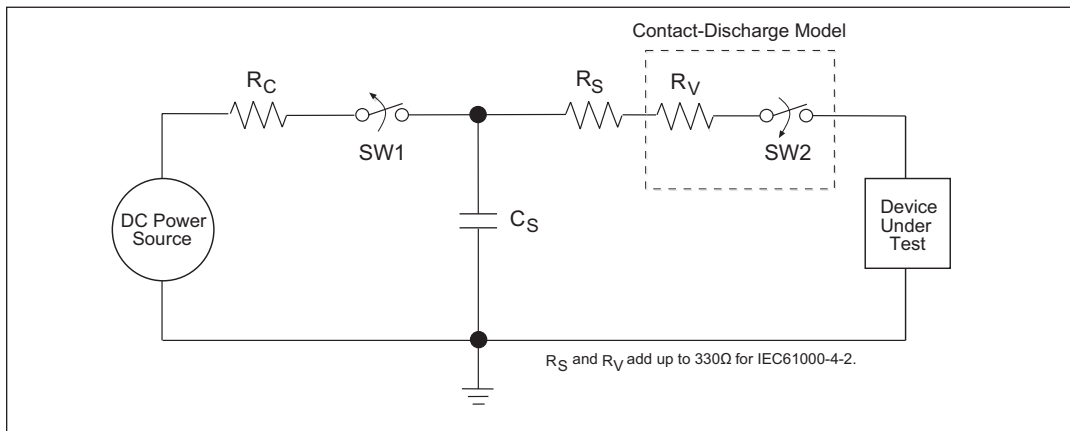 Contact-Discharge Model
RC
RS
RV
SW1
SW2
DC Power
Source
CS
Device
Under
Test
RS and RV add up to 330Ω for IEC61000-4-2.